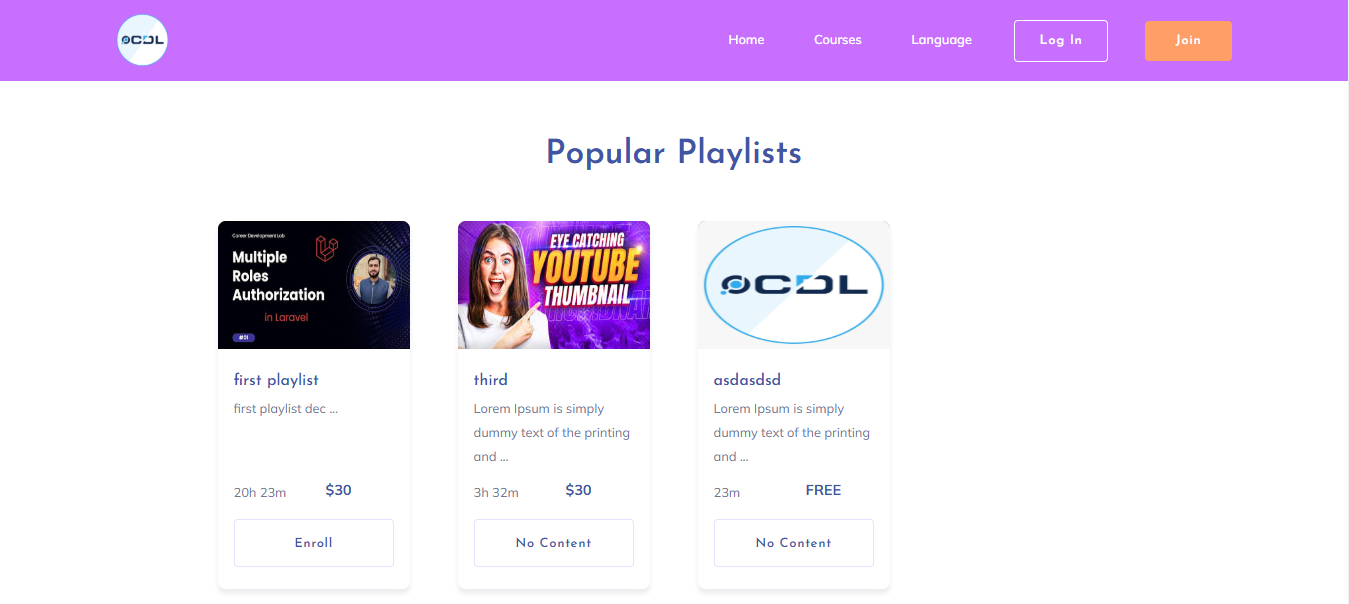 CDL
Home
Courses
Language
Log In
Join
Popular Playlists
Career Development Lab
Multiple
Roles
Authorization
in Laravel
#01
EYE CATCHING
YOUTUBE
THUMBNAIL
CDL
first playlist
first playlist dec ...
20h 23m
$30
Enroll
third
Lorem Ipsum is simply
dummy text of the printing
and ...
3h 32m
$30
No Content
asdasdsd
Lorem Ipsum is simply
dummy text of the printing
and ...
23m
FREE
No Content